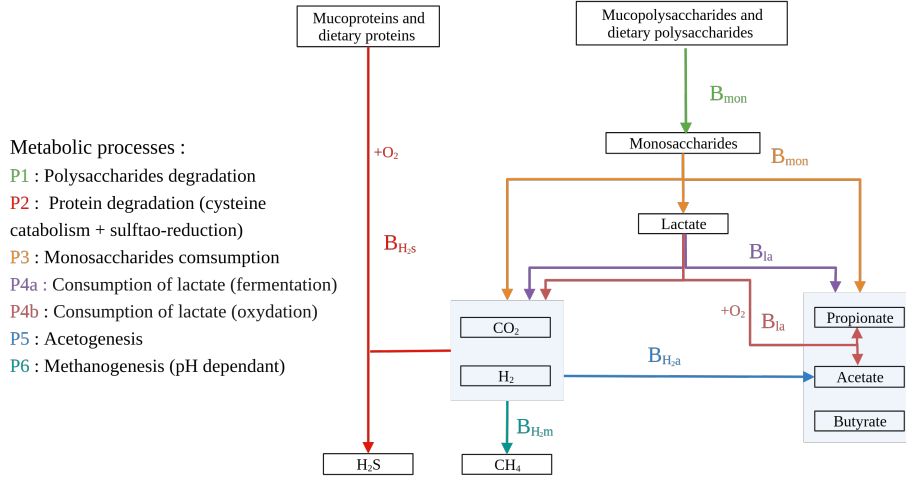 Mucoproteins and
dietary proteins
Mucopolysaccharides and
dietary polysaccharides
Bmon
Monosaccharides
Bmon
+O₂
Metabolic processes :
P1 : Polysaccharides degradation
P2 : Protein degradation (cysteine
catabolism + sulftao-reduction)
P3 : Monosaccharides comsumption
P4a : Consumption of lactate (fermentation)
P4b : Consumption of lactate (oxydation)
P5 : Acetogenesis
P6 : Methanogenesis (pH dependant)
Lactate
BH₂s
Bla
+O₂
Bla
CO₂
H₂
Propionate
Acetate
Butyrate
BH₂a
BH₂m
H₂S
CH₄